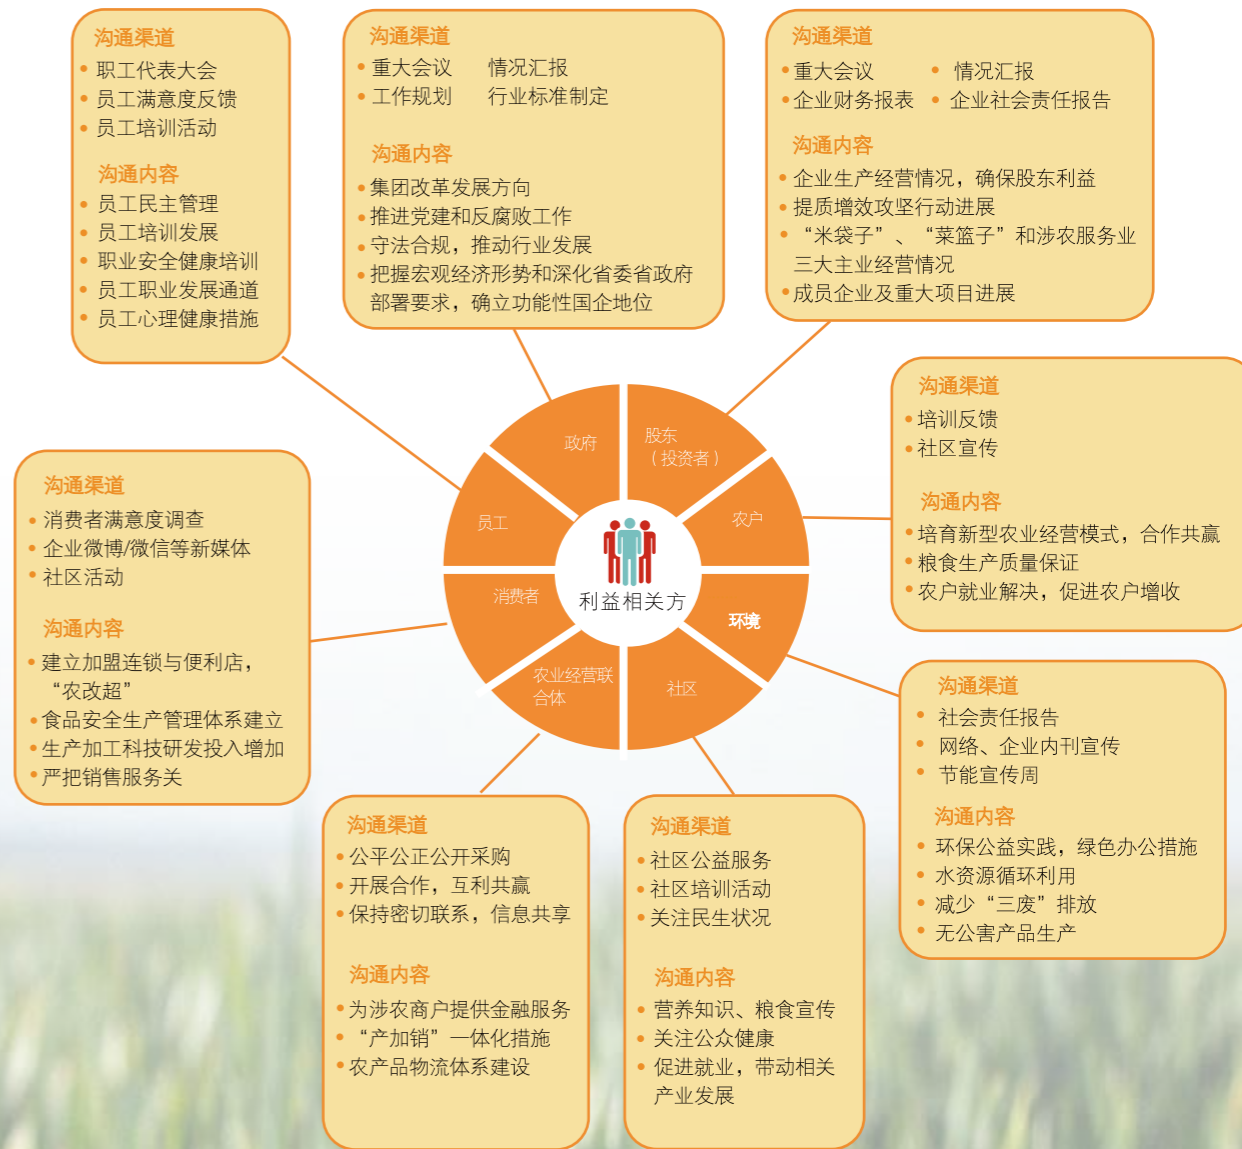 沟通渠道
职工代表大会
员工满意度反馈
员工培训活动
沟通内容
员工民主管理
员工培训发展
职业安全健康培训
员工职业发展通道
员工心理健康措施
沟通渠道
重大会议 情况汇报
工作规划 行业标准制定
沟通内容
集团改革发展方向
推进党建和反腐败工作
守法合规，推动行业发展
把握宏观经济形势和深化省委省政府
部署要求，确立功能性国企地位
沟通渠道
重大会议 情况汇报
企业财务报表 企业社会责任报告
沟通内容
企业生产经营情况，确保股东利益
提质增效攻坚行动进展
“米袋子”、“菜篮子”和涉农服务业
三大主业经营情况
成员企业及重大项目进展
沟通渠道
培训反馈
社区宣传
沟通内容
培育新型农业经营模式，合作共赢
粮食生产质量保证
农户就业解决，促进农户增收
政府
股东
（投资者）
员工
农户
消费者
环境
农业经营联
合体
社区
利益相关方
沟通渠道
消费者满意度调查
企业微博/微信等新媒体
社区活动
沟通内容
建立加盟连锁与便利店，
“农改超”
食品安全生产管理体系建立
生产加工科技研发投入增加
严把销售服务关
沟通渠道
社会责任报告
网络、企业内刊宣传
节能宣传周
沟通内容
环保公益实践，绿色办公措施
水资源循环利用
减少“三废”排放
无公害产品生产
沟通渠道
公平公正公开采购
开展合作，互利共赢
保持密切联系，信息共享
沟通内容
为涉农商户提供金融服务
“产加销”一体化措施
农产品物流体系建设
沟通渠道
社区公益服务
社区培训活动
关注民生状况
沟通内容
营养知识、粮食宣传
关注公众健康
促进就业，带动相关
产业发展